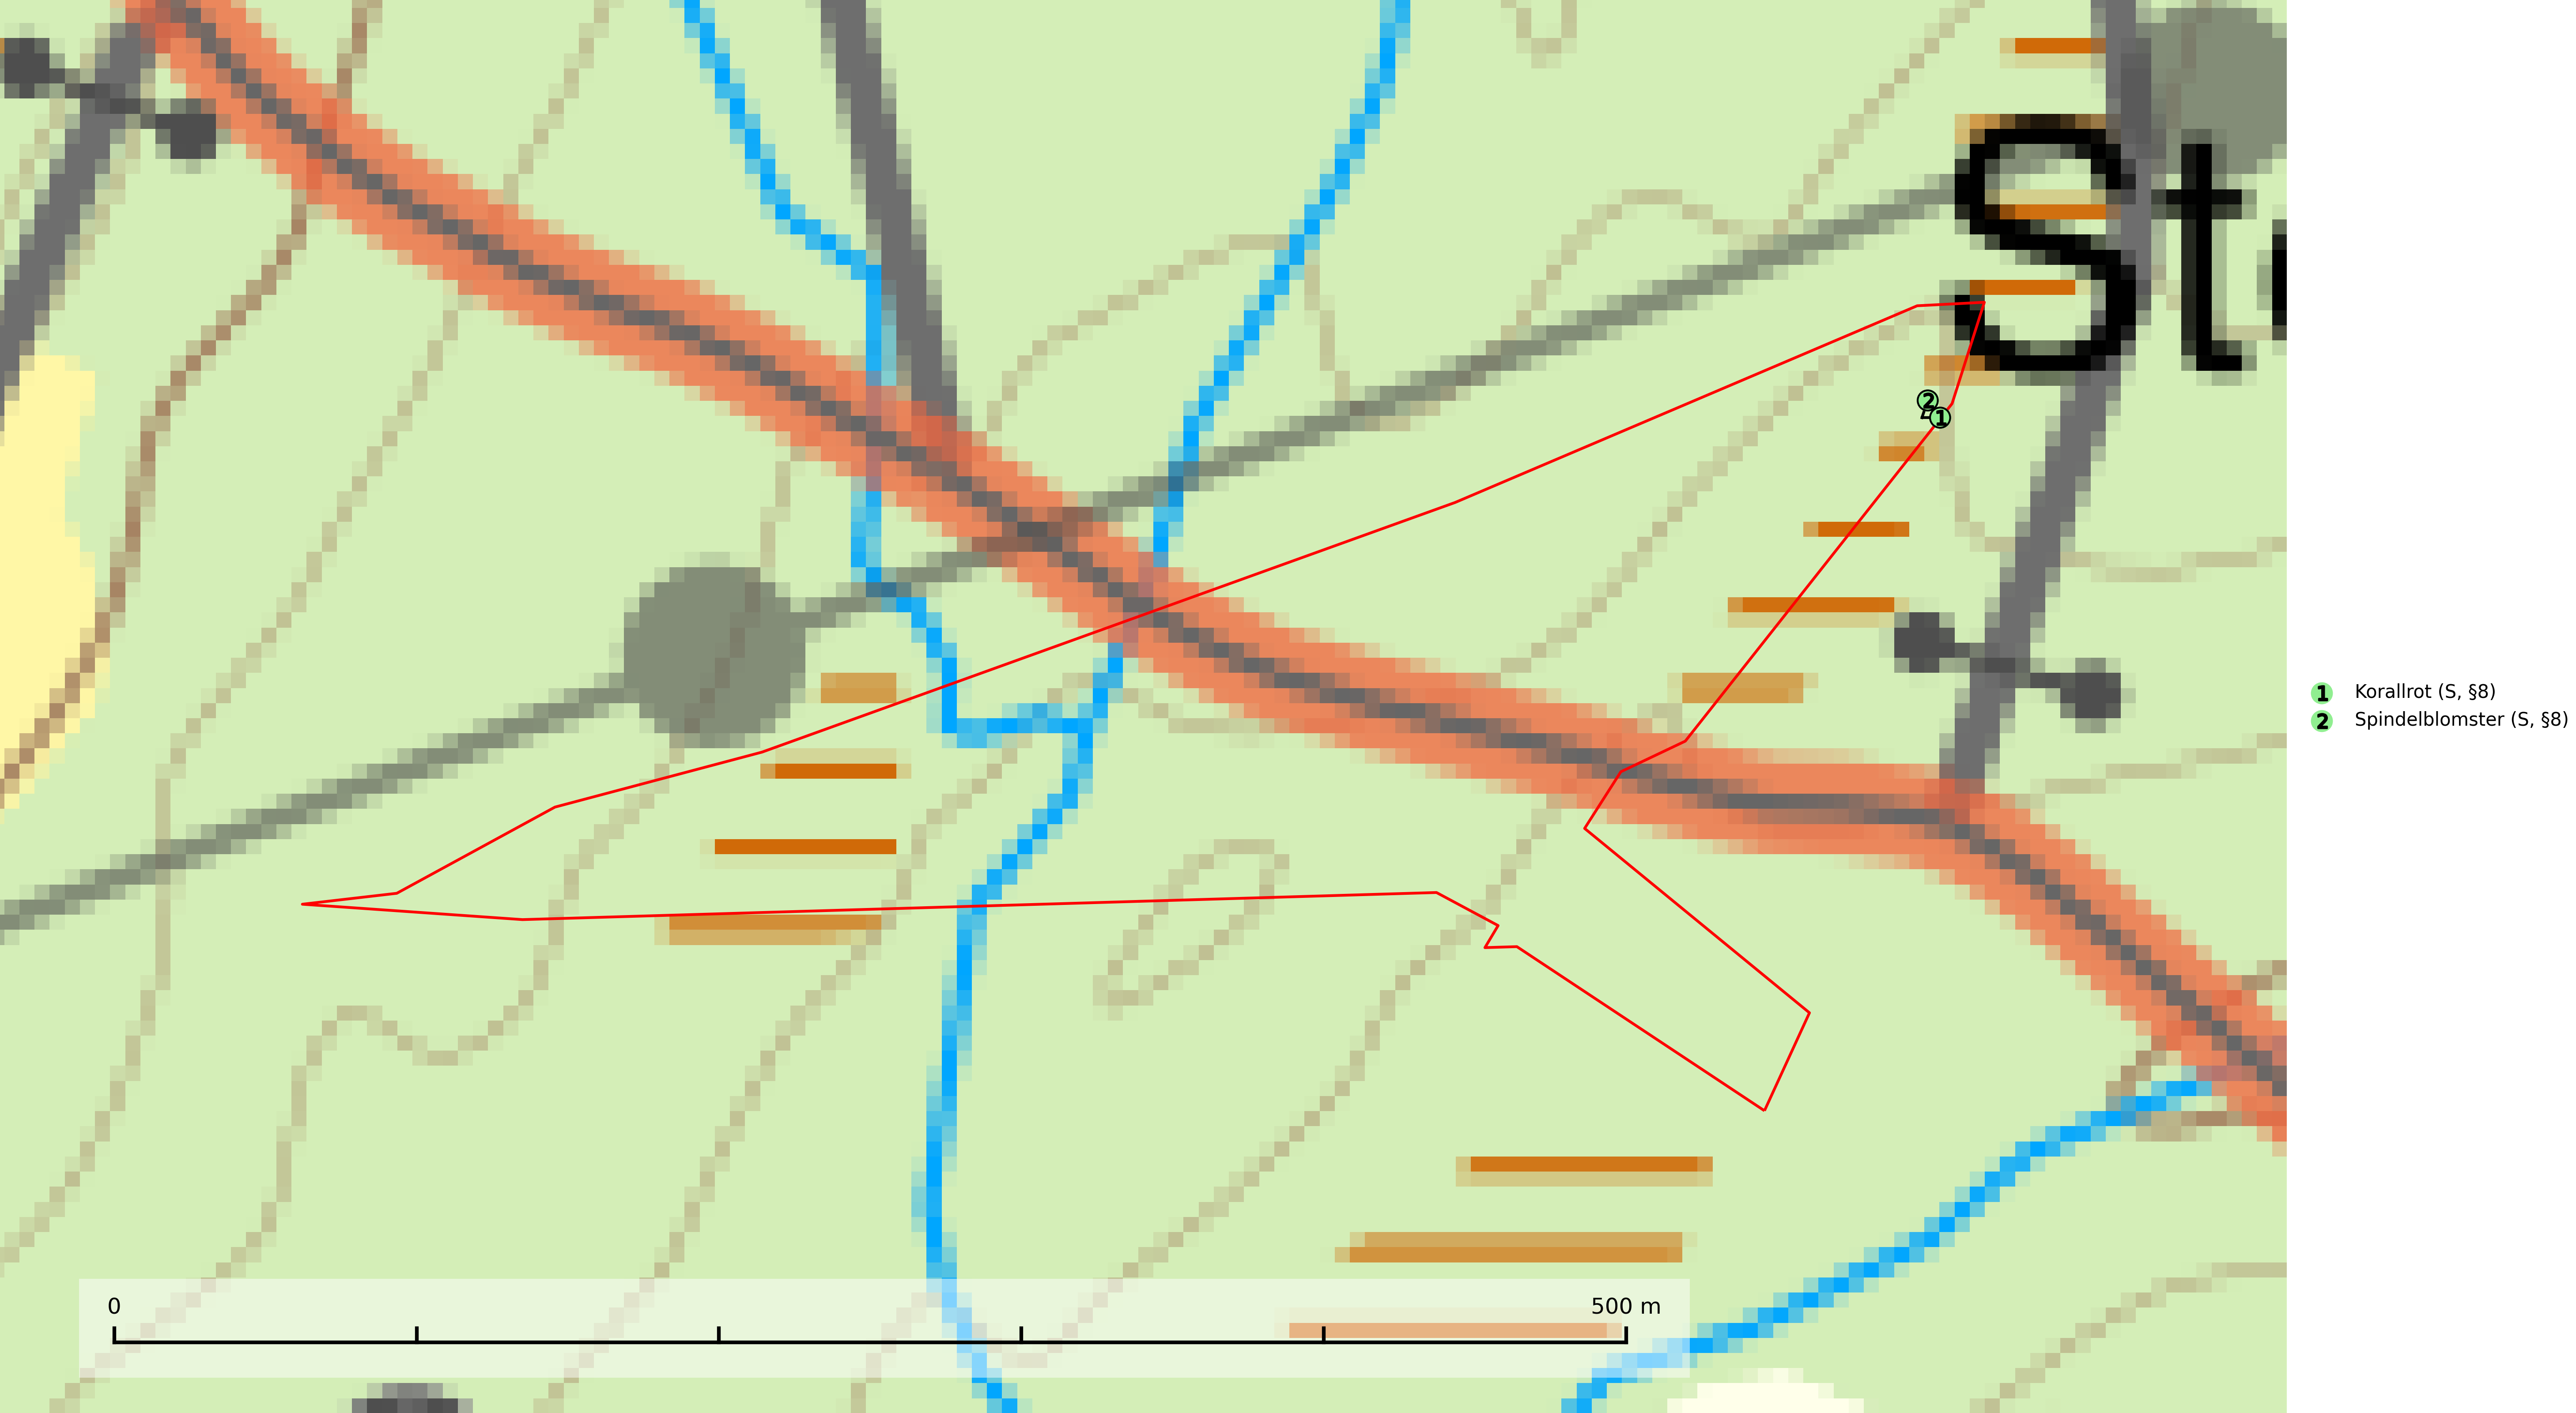 St
2
1
1 Korallrot (S, §8)
2 Spindelblomster (S, §8)
0 500 m